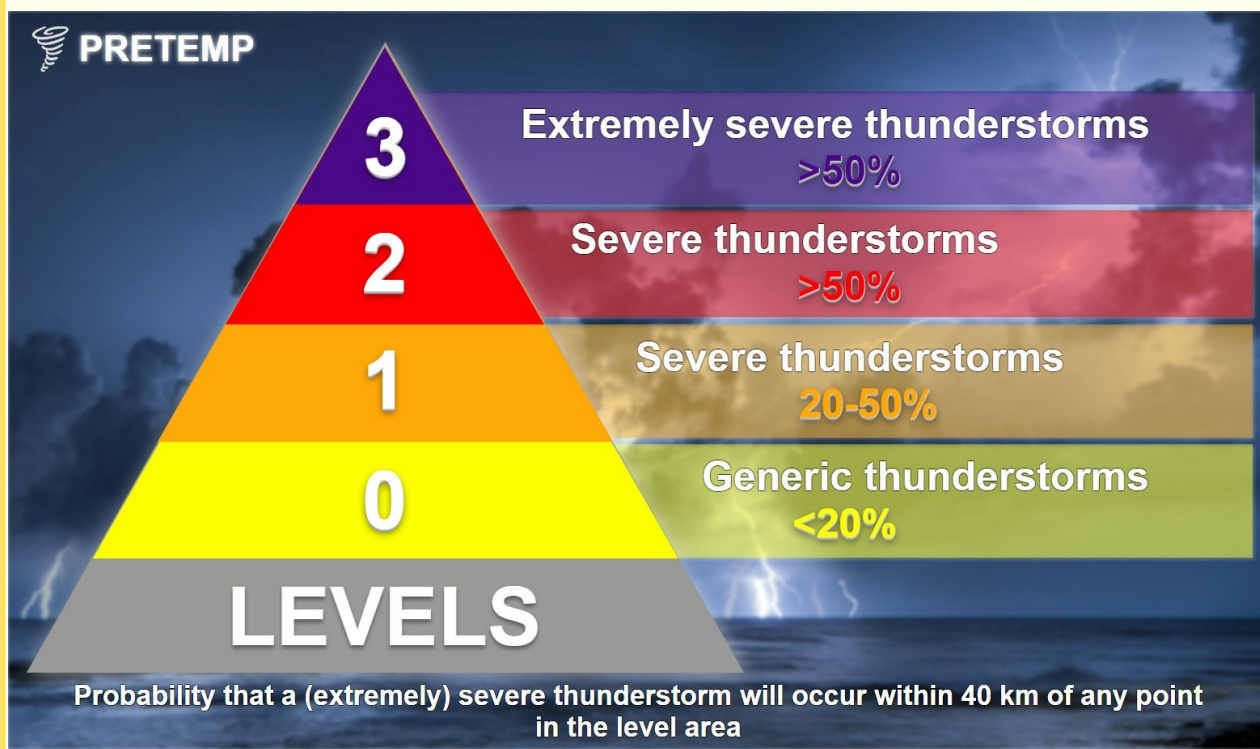 PRETEMP
3
Extremely severe thunderstorms
>50%
2
Severe thunderstorms
>50%
1
Severe thunderstorms
20-50%
0
Generic thunderstorms
<20%
LEVELS
Probability that a (extremely) severe thunderstorm will occur within 40 km of any point
in the level area